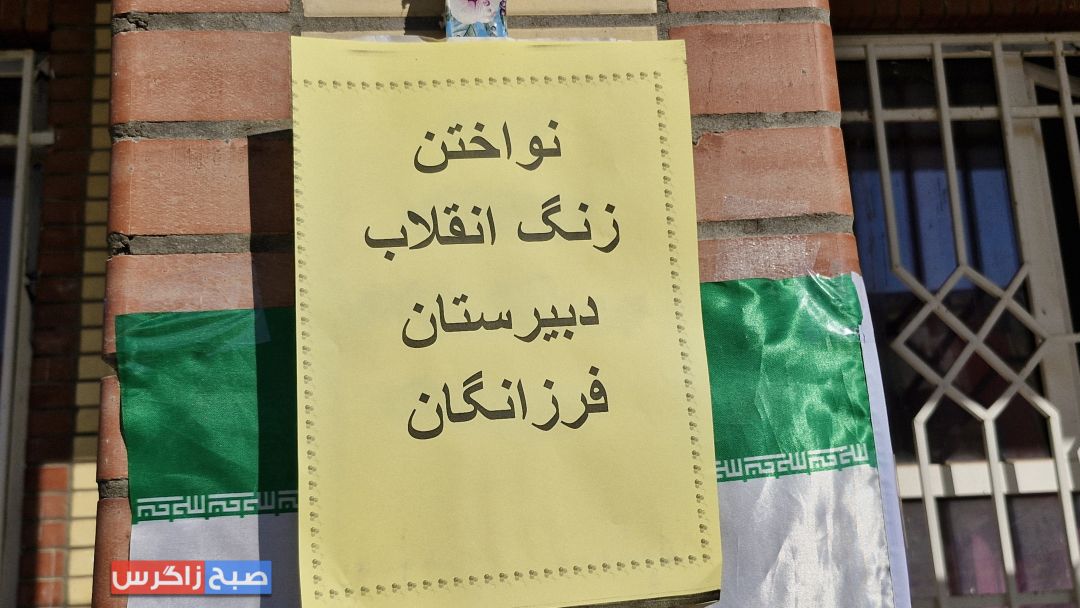 نواختن
زنگ انقلاب
دبیرستان
فرزانگان
صبح زاگرس